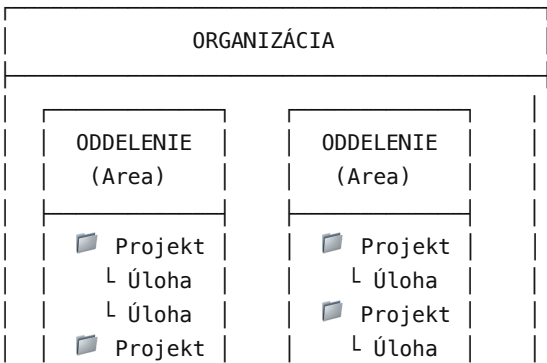 ORGANIZÁCIA
ODDELENIE ODDELENIE
(Area) (Area)
Projekt Projekt
└ Úloha └ Úloha
└ Úloha Projekt
Projekt └ Úloha